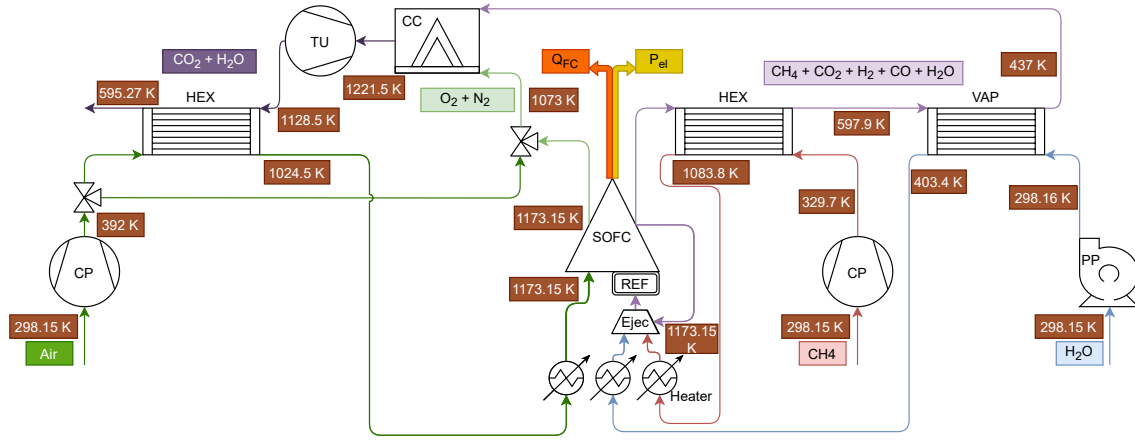 TU
CC
CO₂ + H₂O
Q_FC
P_el
CH₄ + CO₂ + H₂ + CO + H₂O
437 K
595.27 K
HEX
1221.5 K
O₂ + N₂
1073 K
HEX
597.9 K
VAP
1128.5 K
1024.5 K
1083.8 K
403.4 K
392 K
1173.15 K
329.7 K
298.16 K
SOFC
CP
1173.15 K
REF
CP
PP
298.15 K
Ejec
1173.15
K
298.15 K
298.15 K
Air
CH4
H₂O
Heater